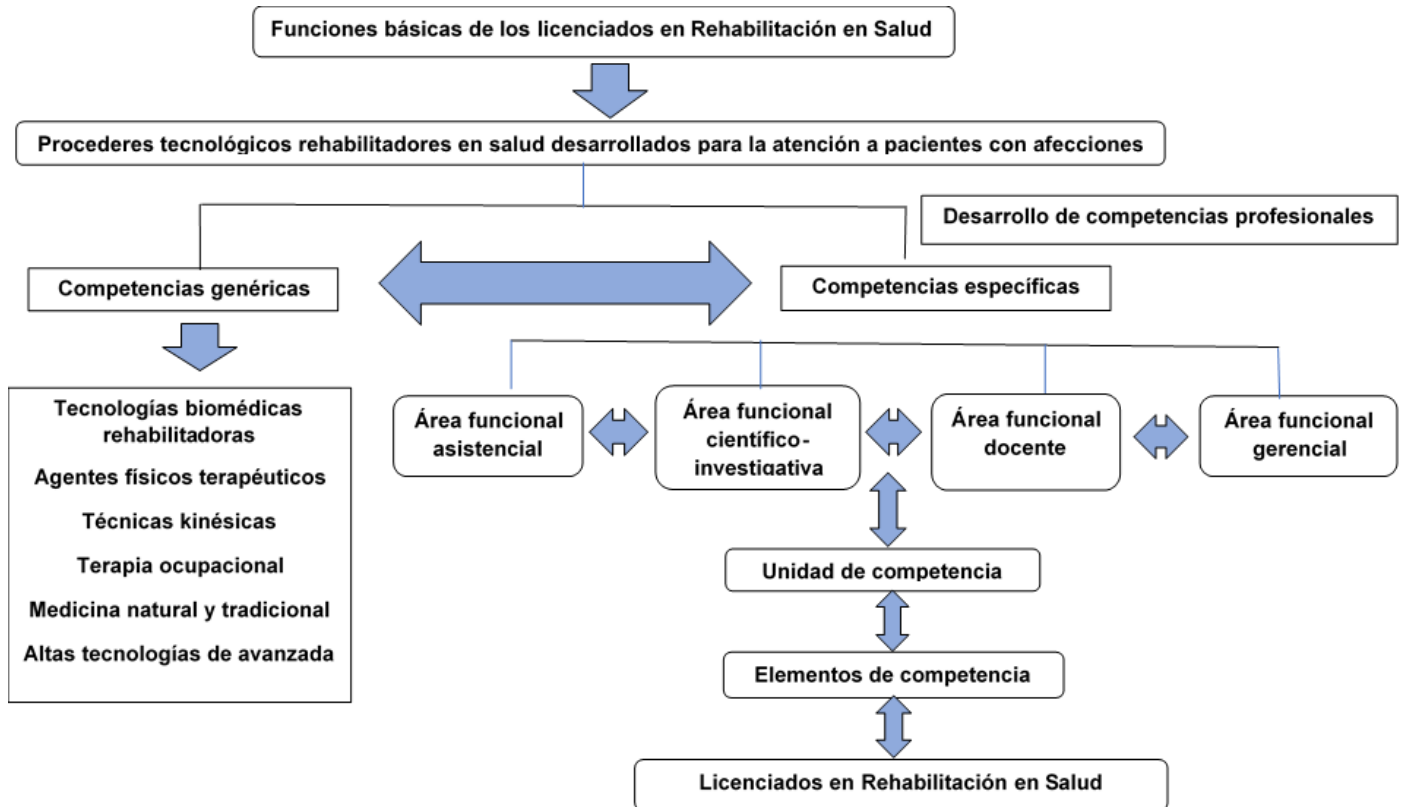 Funciones básicas de los licenciados en Rehabilitación en Salud
Procederes tecnológicos rehabilitadores en salud desarrollados para la atención a pacientes con afecciones
Desarrollo de competencias profesionales
Competencias genéricas
Competencias específicas
Tecnologías biomédicas
rehabilitadoras
Agentes físicos terapéuticos
Técnicas kinésicas
Terapia ocupacional
Medicina natural y tradicional
Altas tecnologías de avanzada
Área funcional
asistencial
Área funcional
científico-
investigativa
Área funcional
docente
Área funcional
gerencial
Unidad de competencia
Elementos de competencia
Licenciados en Rehabilitación en Salud